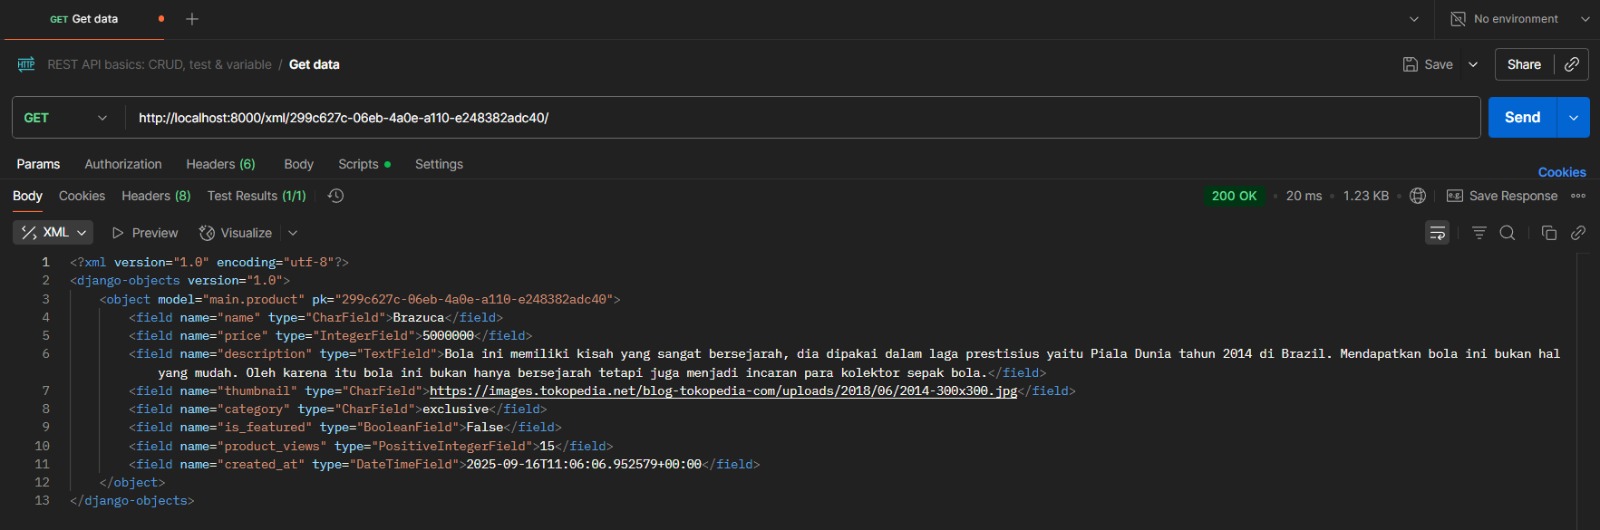 GET Get data
No environment
HTTP REST API basics: CRUD, test & variable / Get data
Save Share
GET http://localhost:8000/xml/299c627c-06eb-4a0e-a110-e248382adc40/ Send
Params Authorization Headers (6) Body Scripts Settings
Cookies
Body Cookies Headers (8) Test Results (1/1) 200 OK 20 ms 1.23 KB e.g. Save Response
XML Preview Visualize
1 <?xml version="1.0" encoding="utf-8"?>
2 <django-objects version="1.0">
3 <object model="main.product" pk="299c627c-06eb-4a0e-a110-e248382adc40">
4 <field name="name" type="CharField">Brazuca</field>
5 <field name="price" type="IntegerField">5000000</field>
6 <field name="description" type="TextField">Bola ini memiliki kisah yang sangat bersejarah, dia dipakai dalam laga prestisius yaitu Piala Dunia tahun 2014 di Brazil. Mendapatkan bola ini bukan hal
yang mudah. Oleh karena itu bola ini bukan hanya bersejarah tetapi juga menjadi incaran para kolektor sepak bola.</field>
7 <field name="thumbnail" type="CharField">https://images.tokopedia.net/blog-tokopedia-com/uploads/2018/06/2014-300x300.jpg</field>
8 <field name="category" type="CharField">exclusive</field>
9 <field name="is_featured" type="BooleanField">False</field>
10 <field name="product_views" type="PositiveIntegerField">15</field>
11 <field name="created_at" type="DateTimeField">2025-09-16T11:06:06.952579+00:00</field>
12 </object>
13 </django-objects>